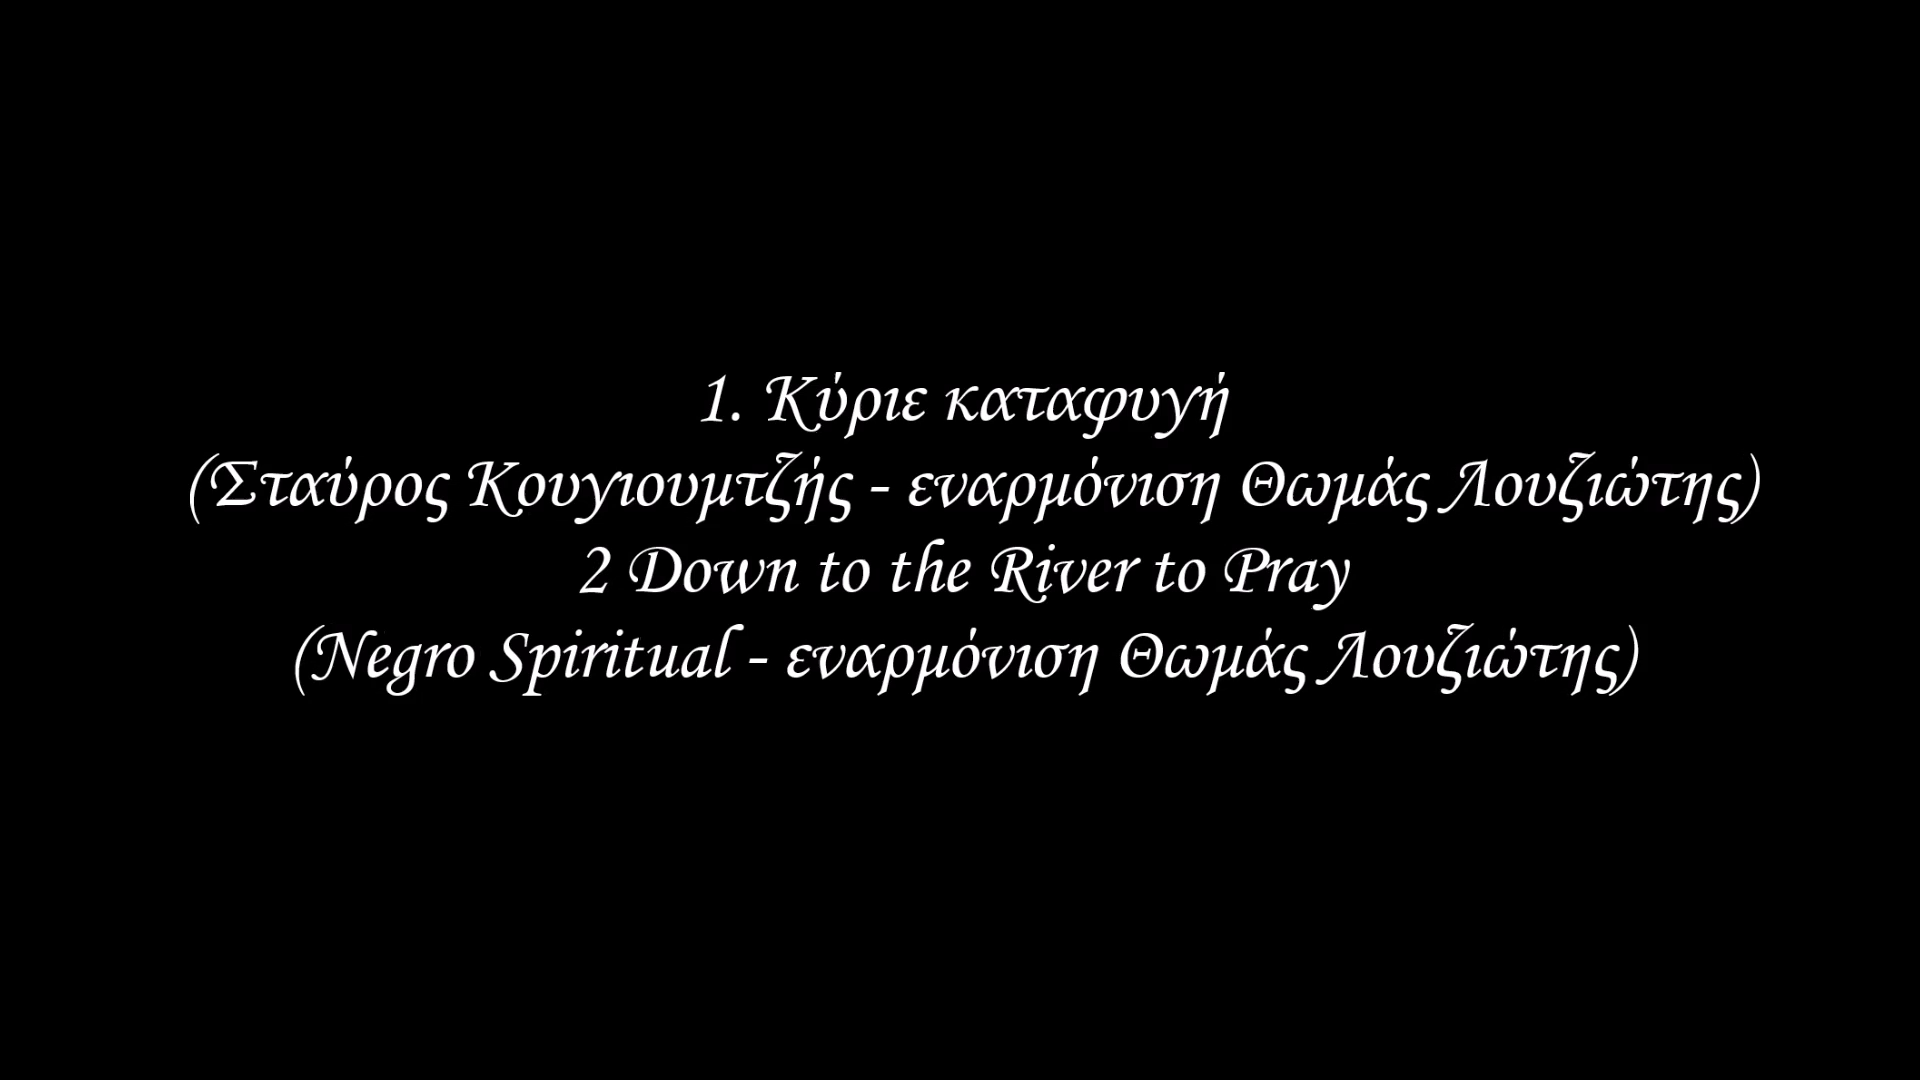 1. Κύριε καταφυγή
(Σταύρος Κουγιουμτζής - εναρμόνιση Θωμάς Λουζιώτης)
2 Down to the River to Pray
(Negro Spiritual - εναρμόνιση Θωμάς Λουζιώτης)